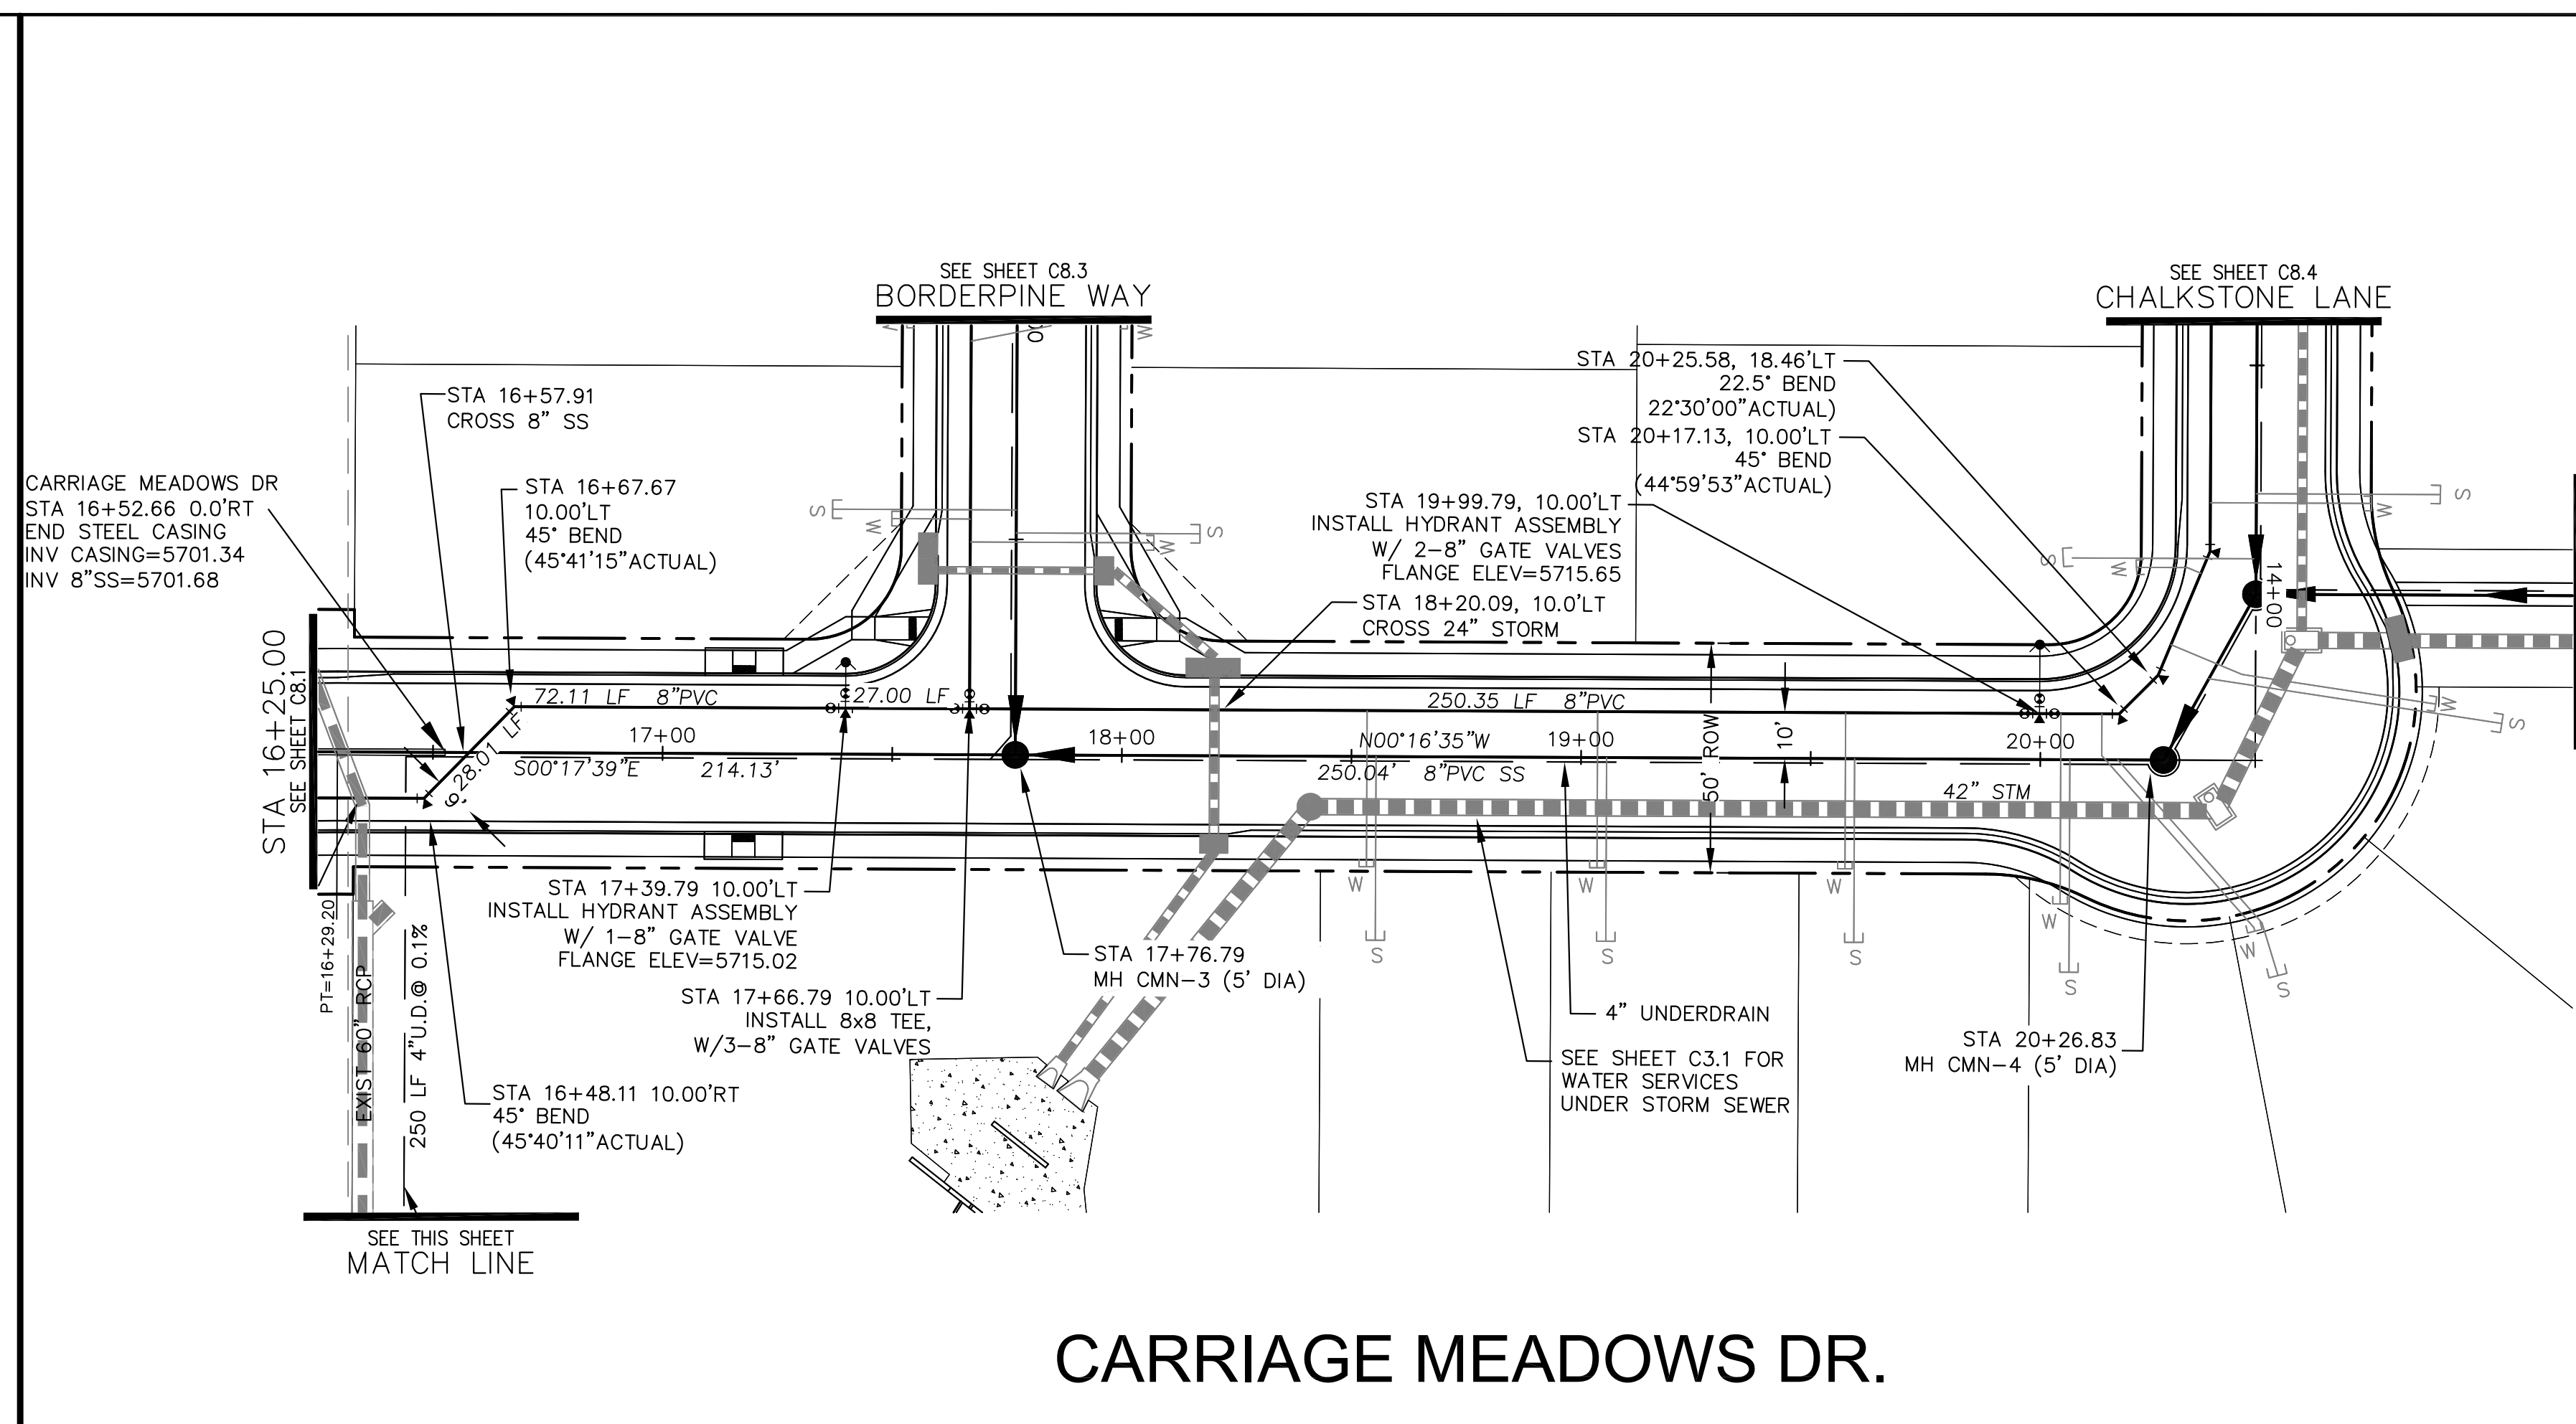 SEE SHEET C8.3
BORDERPINE WAY
SEE SHEET C8.4
CHALKSTONE LANE
STA 16+57.91
CROSS 8" SS
CARRIAGE MEADOWS DR
STA 16+52.66 0.0'RT
END STEEL CASING
INV CASING=5701.34
INV 8"SS=5701.68
STA 16+67.67
10.00'LT
45° BEND
(45°41'15"ACTUAL)
STA 20+25.58, 18.46'LT
22.5° BEND
22°30'00"ACTUAL)
STA 20+17.13, 10.00'LT
45° BEND
(44°59'53"ACTUAL)
STA 19+99.79, 10.00'LT
INSTALL HYDRANT ASSEMBLY
W/ 2-8" GATE VALVES
FLANGE ELEV=5715.65
STA 18+20.09, 10.0'LT
CROSS 24" STORM
S
W
W
S
W
W
S
W
S
W
14+00
W
S
STA 16+25.00
SEE SHEET C8.1
72.11 LF 8"PVC
27.00 LF
250.35 LF 8"PVC
28.01 LF
9'
17+00
18+00
19+00
20+00
S00°17'39"E 214.13'
N00°16'35"W
250.04' 8"PVC SS
50' ROW
10'
42" STM
PT=16+29.20
EXIST 60" RCP
250 LF 4"U.D.@ 0.1%
STA 17+39.79 10.00'LT
INSTALL HYDRANT ASSEMBLY
W/ 1-8" GATE VALVE
FLANGE ELEV=5715.02
STA 17+66.79 10.00'LT
INSTALL 8x8 TEE,
W/3-8" GATE VALVES
STA 17+76.79
MH CMN-3 (5' DIA)
W
S
W
S
W
S
W
S
W
S
4" UNDERDRAIN
SEE SHEET C3.1 FOR
WATER SERVICES
UNDER STORM SEWER
STA 20+26.83
MH CMN-4 (5' DIA)
STA 16+48.11 10.00'RT
45° BEND
(45°40'11"ACTUAL)
SEE THIS SHEET
MATCH LINE
CARRIAGE MEADOWS DR.